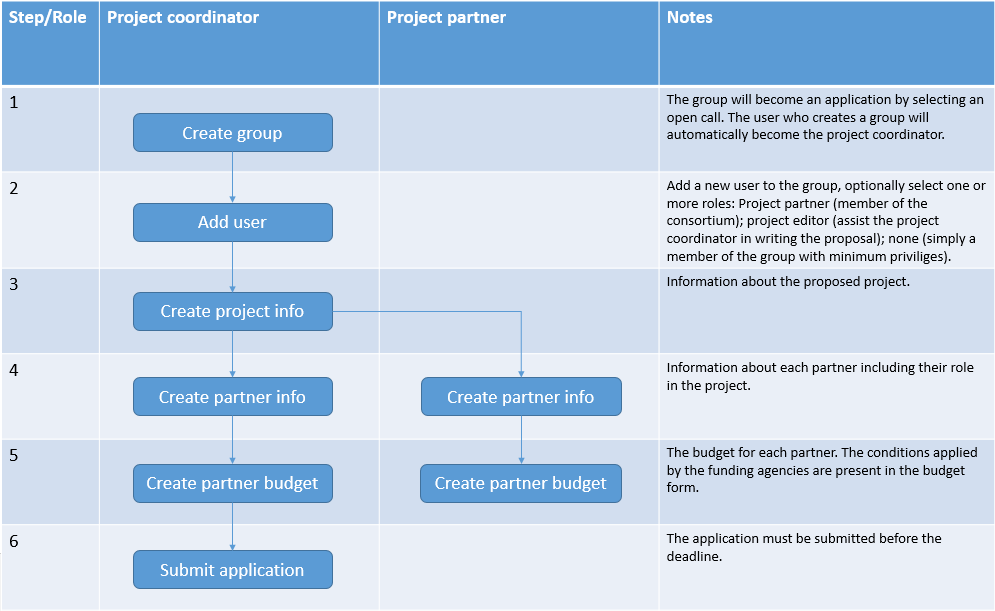 Step/Role
Project coordinator
Project partner
Notes
1
Create group
The group will become an application by selecting an
open call. The user who creates a group will
automatically become the project coordinator.
2
Add user
Add a new user to the group, optionally select one or
more roles: Project partner (member of the
consortium); project editor (assist the project
coordinator in writing the proposal); none (simply a
member of the group with minimum priviliges).
3
Create project info
Information about the proposed project.
4
Create partner info
Create partner info
Information about each partner including their role
in the project.
5
Create partner budget
Create partner budget
The budget for each partner. The conditions applied
by the funding agencies are present in the budget
form.
6
Submit application
The application must be submitted before the
deadline.